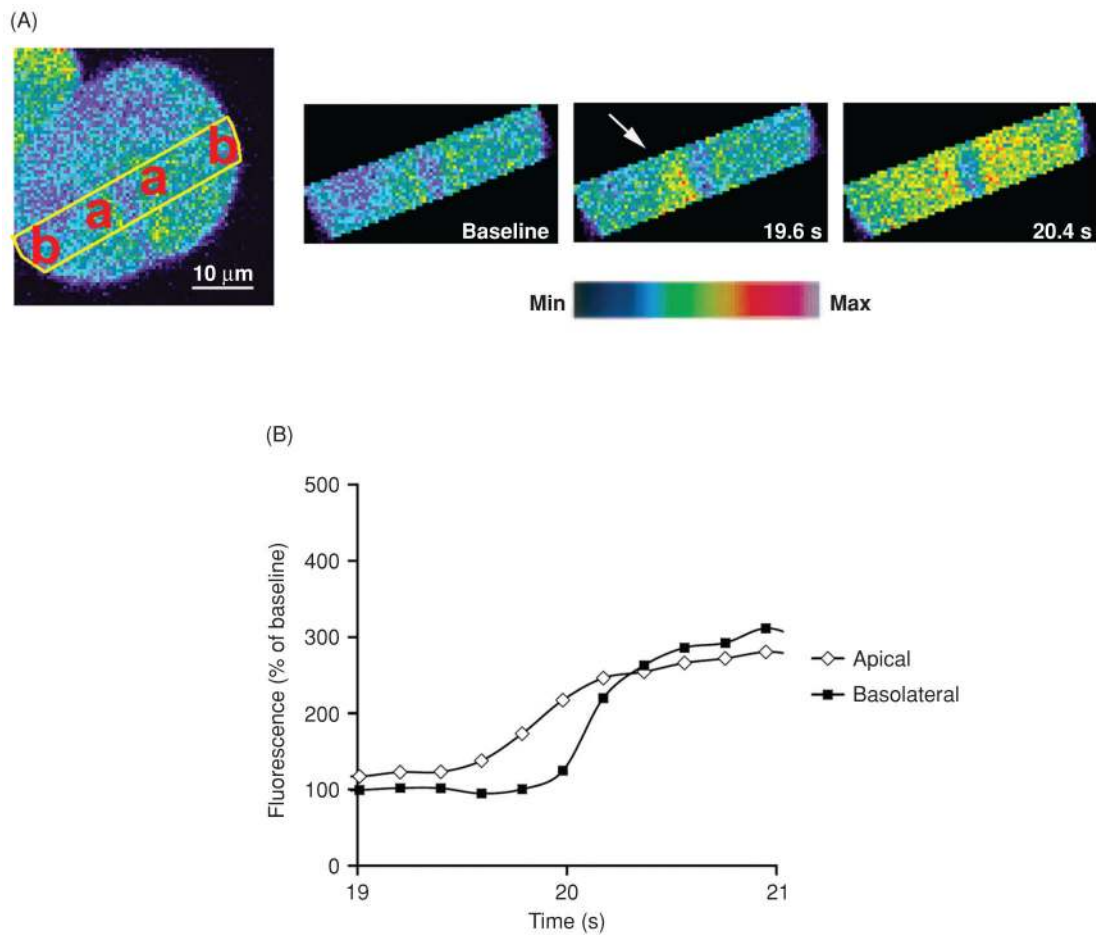 (A)
b
a
a
b
10 μm
Baseline
19.6 s
20.4 s
Min
Max
(B)
Fluorescence (% of baseline)
500
400
300
200
100
0
19
20
21
Time (s)
Apical
Basolateral